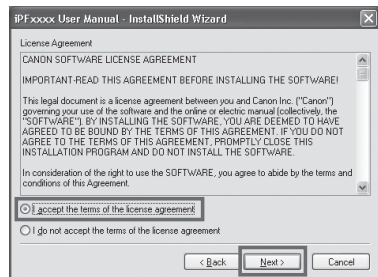 iPFxxxx User Manual - InstallShield Wizard
License Agreement
CANON SOFTWARE LICENSE AGREEMENT
IMPORTANT-READ THIS AGREEMENT BEFORE INSTALLING THE SOFTWARE!
This legal document is a license agreement between you and Canon Inc. ("Canon")
governing your use of the software and the online or electric manual (collectively, the
"SOFTWARE"). BY INSTALLING THE SOFTWARE, YOU ARE DEEMED TO HAVE
AGREED TO BE BOUND BY THE TERMS OF THIS AGREEMENT. IF YOU DO NOT
AGREE TO THE TERMS OF THIS AGREEMENT, PROMPTLY CLOSE THIS
INSTALLATION PROGRAM AND DO NOT INSTALL THE SOFTWARE.
In consideration of the right to use the SOFTWARE, you agree to abide by the terms and
conditions of this Agreement.
I accept the terms of the license agreement
I do not accept the terms of the license agreement
< Back Next > Cancel